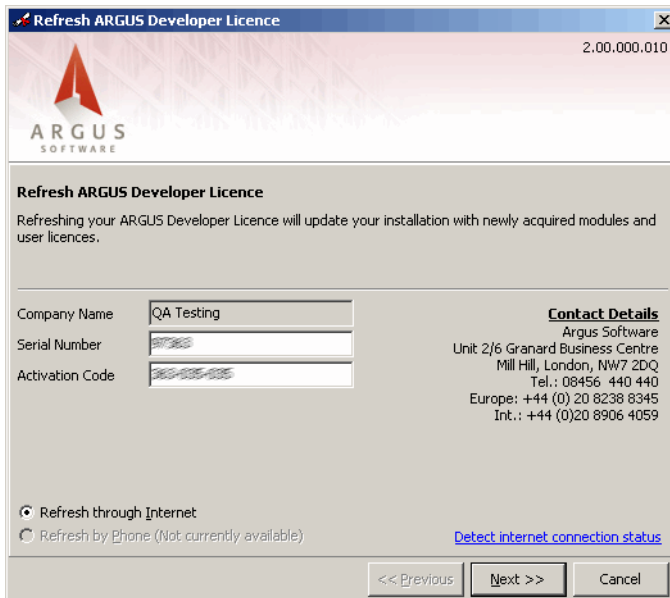 Refresh ARGUS Developer Licence
2.00.000.010
ARGUS
SOFTWARE
Refresh ARGUS Developer Licence
Refreshing your ARGUS Developer Licence will update your installation with newly acquired modules and
user licences.
Company Name
QA Testing
Serial Number
Activation Code
Contact Details
Argus Software
Unit 2/6 Granard Business Centre
Mill Hill, London, NW7 2DQ
Tel.: 08456 440 440
Europe: +44 (0) 20 8238 8345
Int.: +44 (0)20 8906 4059
Refresh through Internet
Refresh by Phone (Not currently available)
Detect internet connection status
<< Previous
Next >>
Cancel